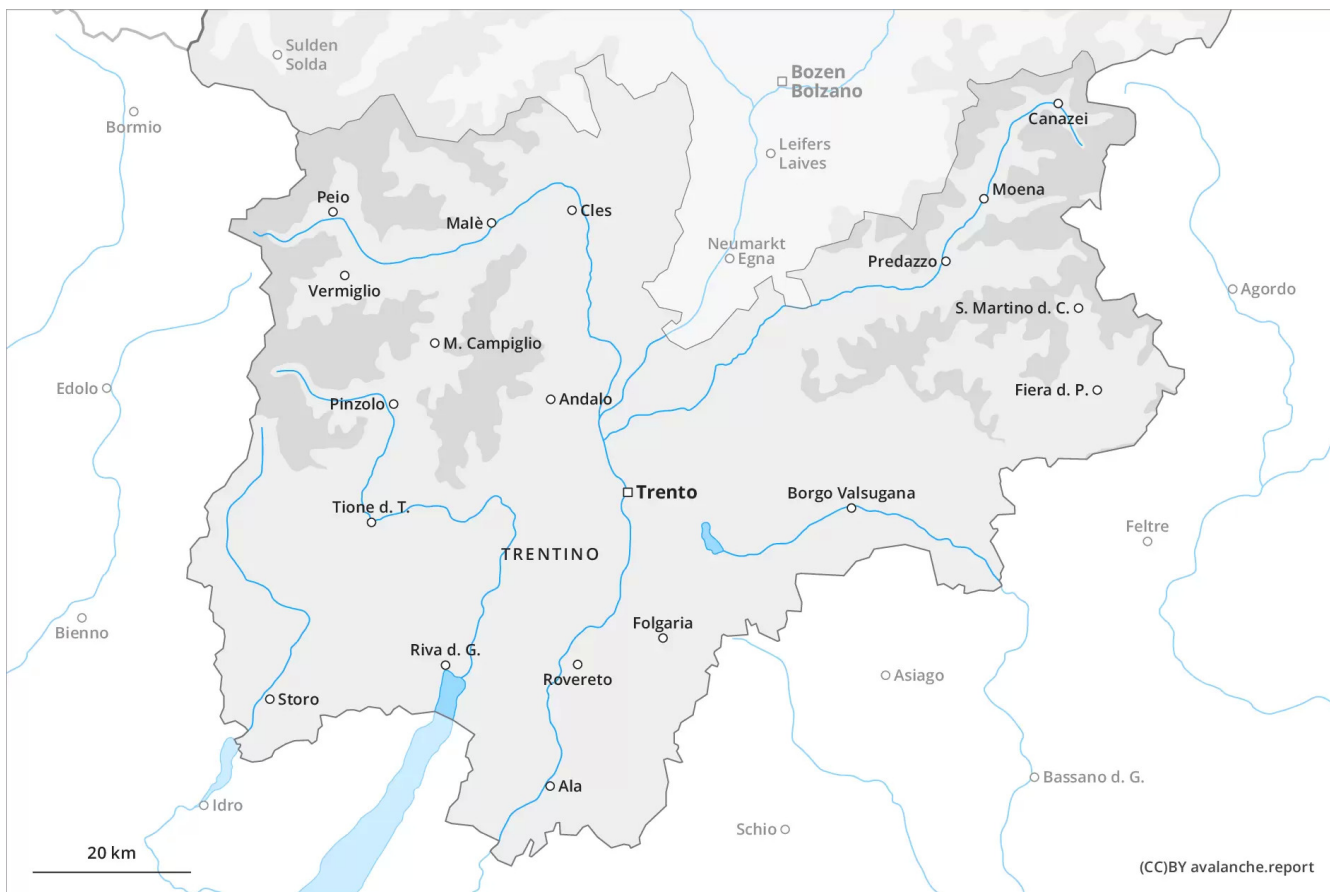 Sulden
Solda
Bozen
Bolzano
Bormio
Canazei
Leifers
Laives
Peio
Moena
Malè
Cles
Neumarkt
Egna
Predazzo
Vermiglio
Agordo
S. Martino d. C.
M. Campiglio
Edolo
Fiera d. P.
Andalo
Pinzolo
Trento
Borgo Valsugana
Tione d. T.
Feltre
TRENTINO
Folgaria
Bienno
Riva d. G.
Asiago
Rovereto
Storo
Bassano d. G.
Ala
Idro
Schio
20 km
(CC)BY avalanche.report